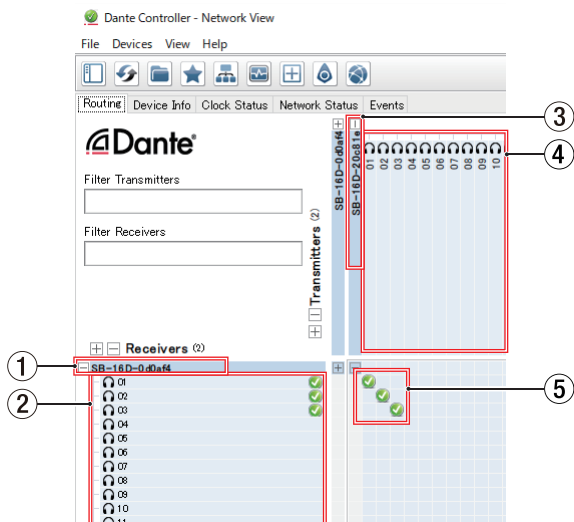 Dante Controller - Network View
File Devices View Help
Routing Device Info Clock Status Network Status Events
Dante®
Filter Transmitters
Filter Receivers
Transmitters (2)
SB-16D-0d0af4
SB-16D-20c81e
01 02 03 04 05 06 07 08 09 10
Receivers (2)
SB-16D-0d0af4
01
02
03
04
05
06
07
08
09
10
11
1
2
3
4
5